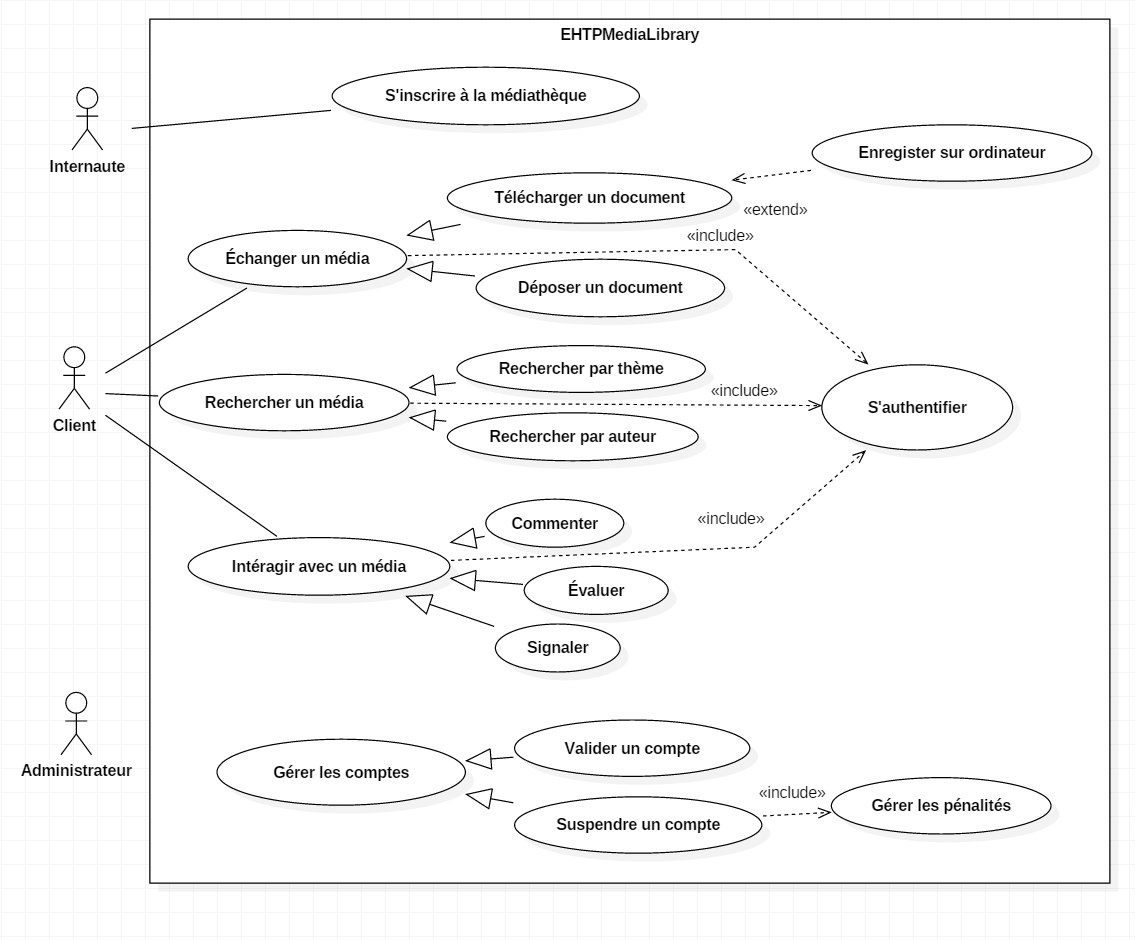 EHTPMediaLibrary
S'inscrire à la médiathèque
Internaute
Enregister sur ordinateur
Télécharger un document
«extend»
«include»
Échanger un média
Déposer un document
Rechercher par thème
«include»
Rechercher un média
S'authentifier
Client
Rechercher par auteur
«include»
Commenter
Intéragir avec un média
Évaluer
Signaler
Administrateur
Valider un compte
Gérer les comptes
«include»
Gérer les pénalités
Suspendre un compte